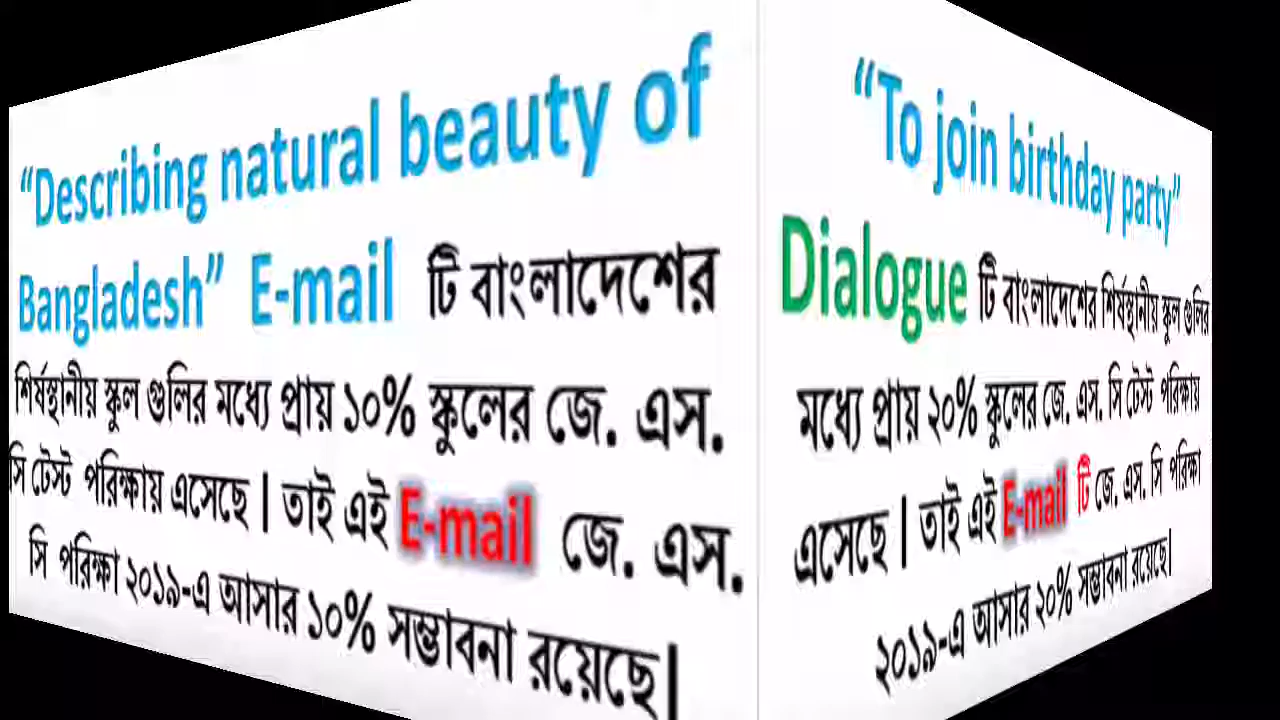 “Describing natural beauty of
Bangladesh” E-mail টি বাংলাদেশের
শির্ষস্থানীয় স্কুল গুলির মধ্যে প্রায় ১০% স্কুলের জে. এস.
সি টেস্ট পরিক্ষায় এসেছে | তাই এই E-mail জে. এস.
সি পরিক্ষা ২০১৯-এ আসার ১০% সম্ভাবনা রয়েছে|
“To join birthday party”
Dialogue টি বাংলাদেশের শির্ষস্থানীয় স্কুল গুলির
মধ্যে প্রায় ২০% স্কুলের জে. এস. সি টেস্ট পরিক্ষায়
এসেছে | তাই এই E-mail টি জে. এস. সি পরিক্ষা
২০১৯-এ আসার ২০% সম্ভাবনা রয়েছে|